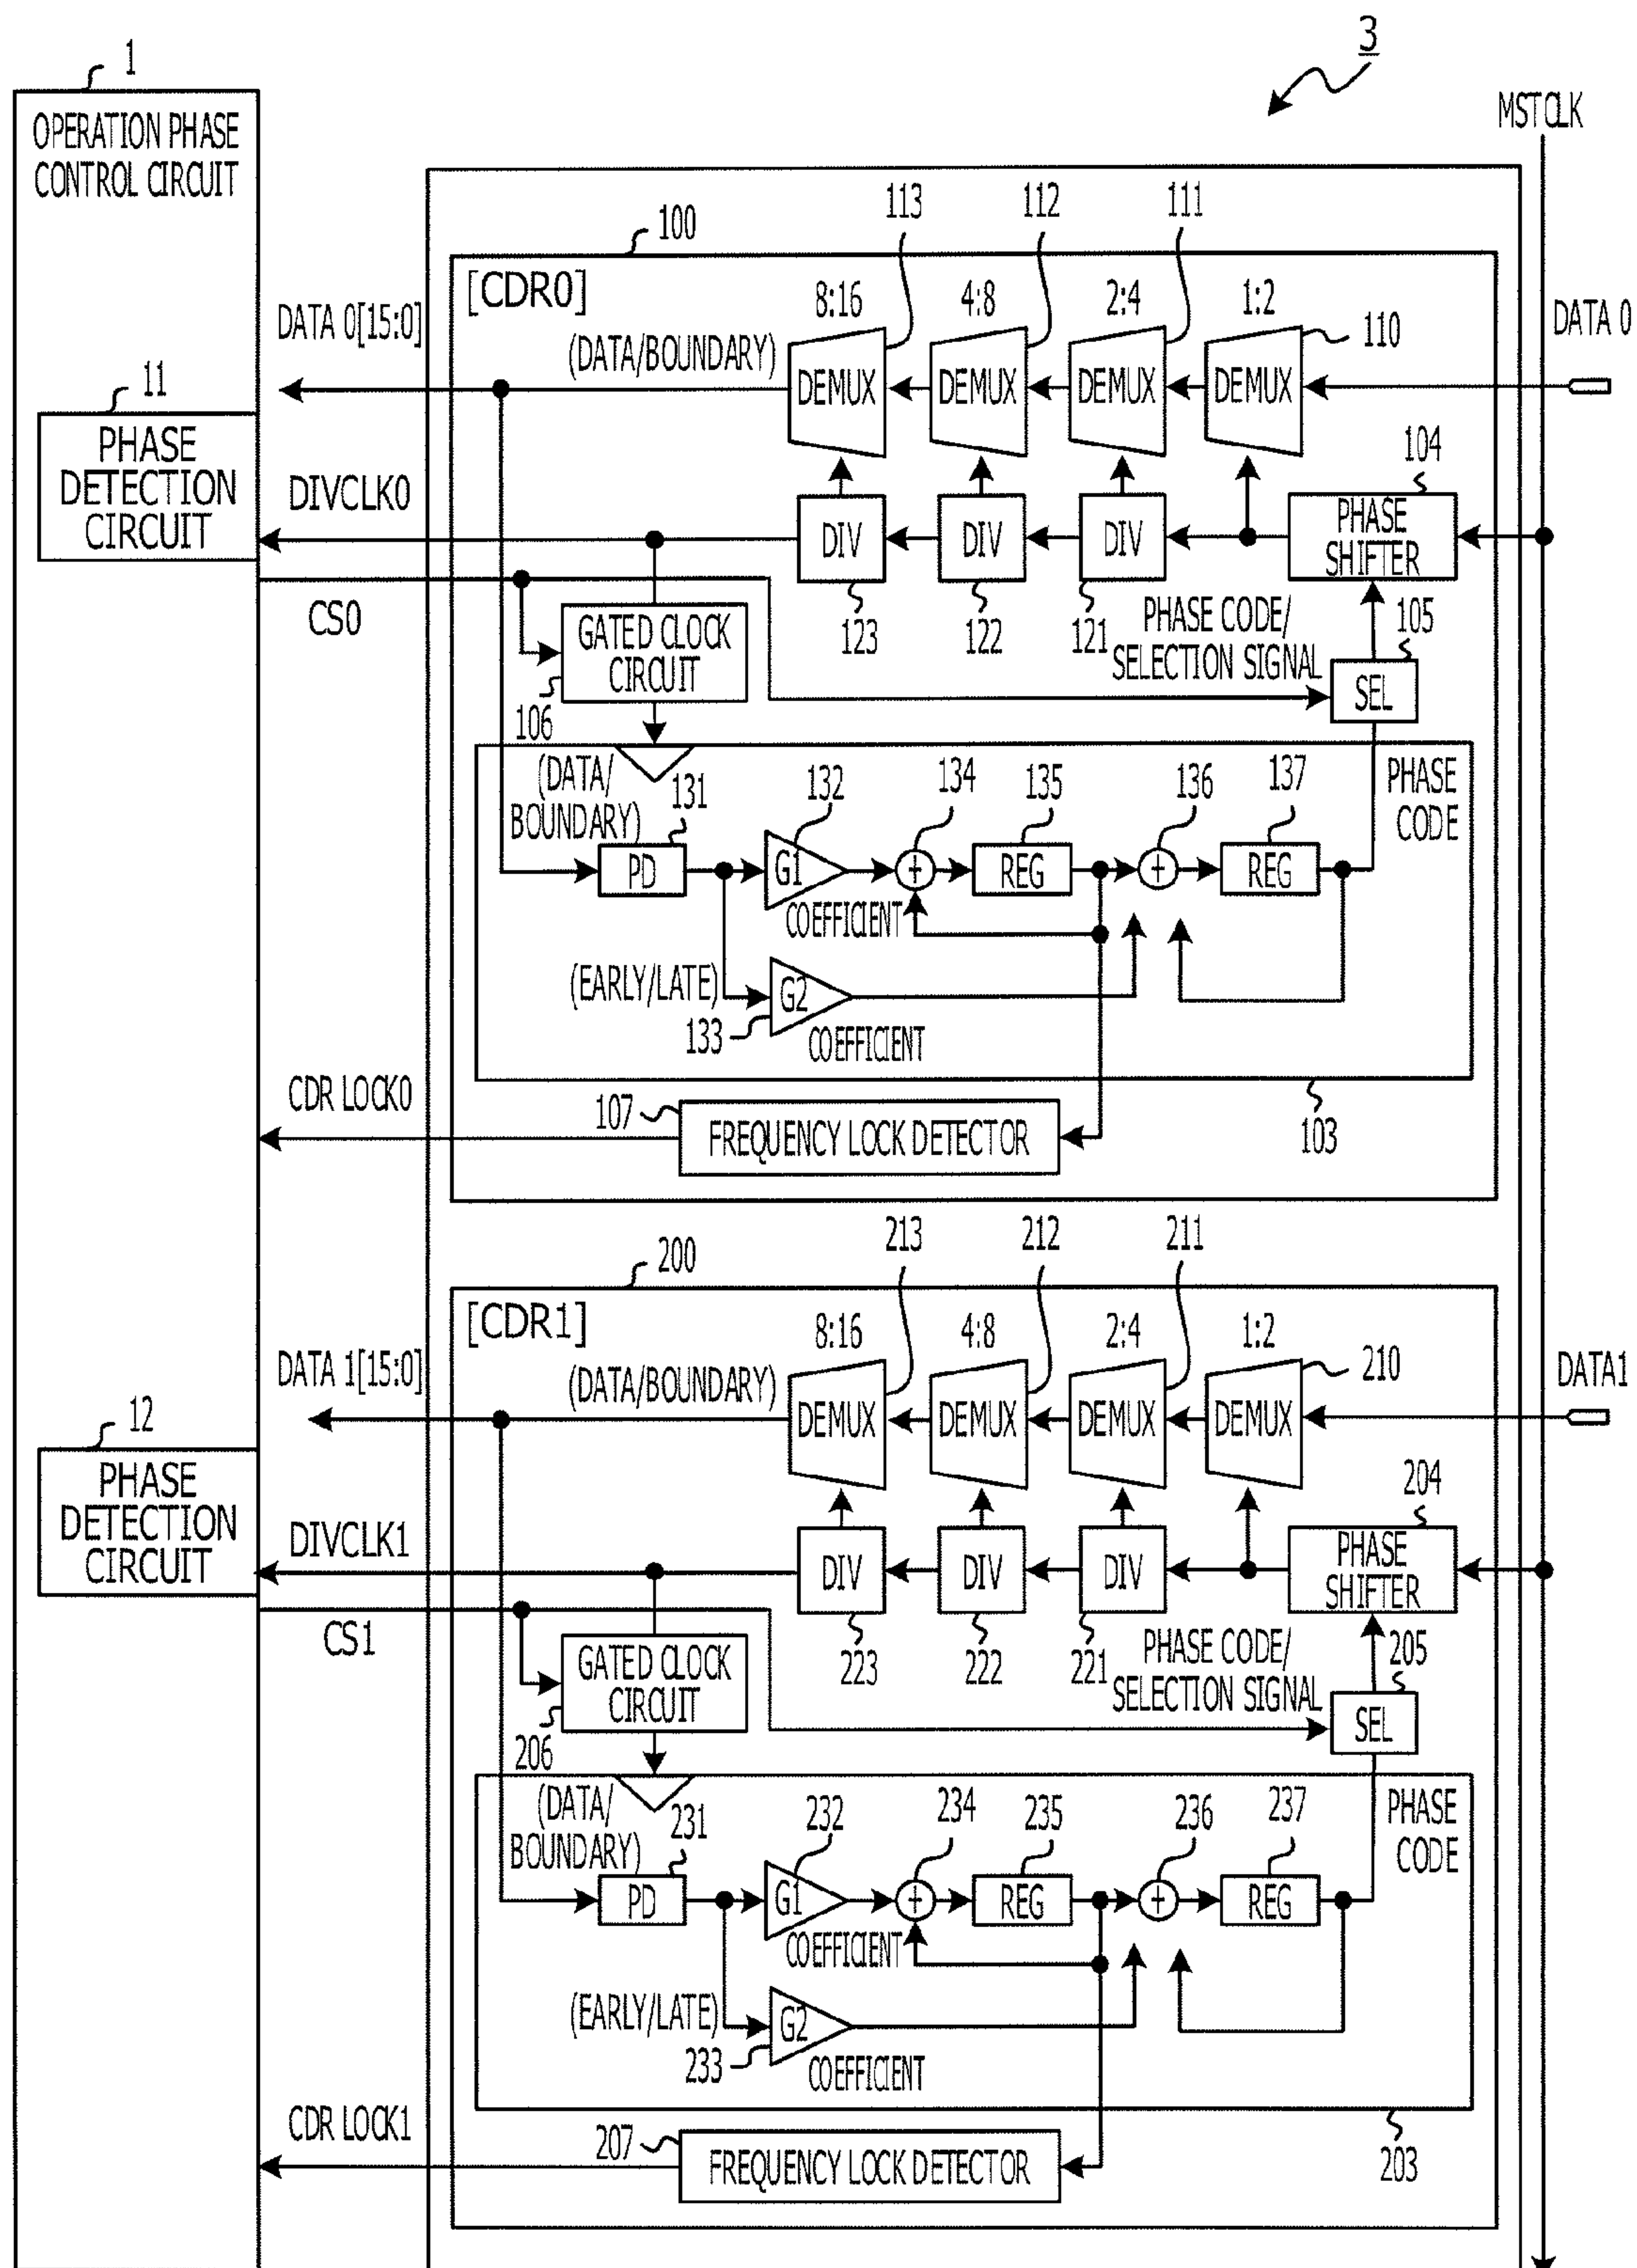 3
1
MSTCLK
OPERATION PHASE
CONTROL CIRCUIT
113
112
111
100
[CDR0]
8:16
4:8
2:4
1:2
DATA 0[15:0]
(DATA/BOUNDARY)
110
DATA 0
DEMUX
DEMUX
DEMUX
DEMUX
11
PHASE
DETECTION
CIRCUIT
104
DIVCLK0
DIV
DIV
DIV
PHASE
SHIFTER
CS0
123
122
121
PHASE CODE/
SELECTION SIGNAL
105
GATED CLOCK
CIRCUIT
SEL
106
(DATA/
BOUNDARY)
131
132
134
135
136
137
PHASE
CODE
PD
G1
+
REG
+
REG
COEFFICIENT
(EARLY/LATE)
G2
133
COEFFICIENT
CDR LOCK0
107
FREQUENCY LOCK DETECTOR
103
213
212
211
200
[CDR1]
8:16
4:8
2:4
1:2
DATA 1[15:0]
(DATA/BOUNDARY)
210
DATA1
DEMUX
DEMUX
DEMUX
DEMUX
12
PHASE
DETECTION
CIRCUIT
204
DIVCLK1
DIV
DIV
DIV
PHASE
SHIFTER
CS1
223
222
221
PHASE CODE/
SELECTION SIGNAL
205
GATED CLOCK
CIRCUIT
SEL
206
(DATA/
BOUNDARY)
231
232
234
235
236
237
PHASE
CODE
PD
G1
+
REG
+
REG
COEFFICIENT
(EARLY/LATE)
G2
233
COEFFICIENT
CDR LOCK1
207
FREQUENCY LOCK DETECTOR
203